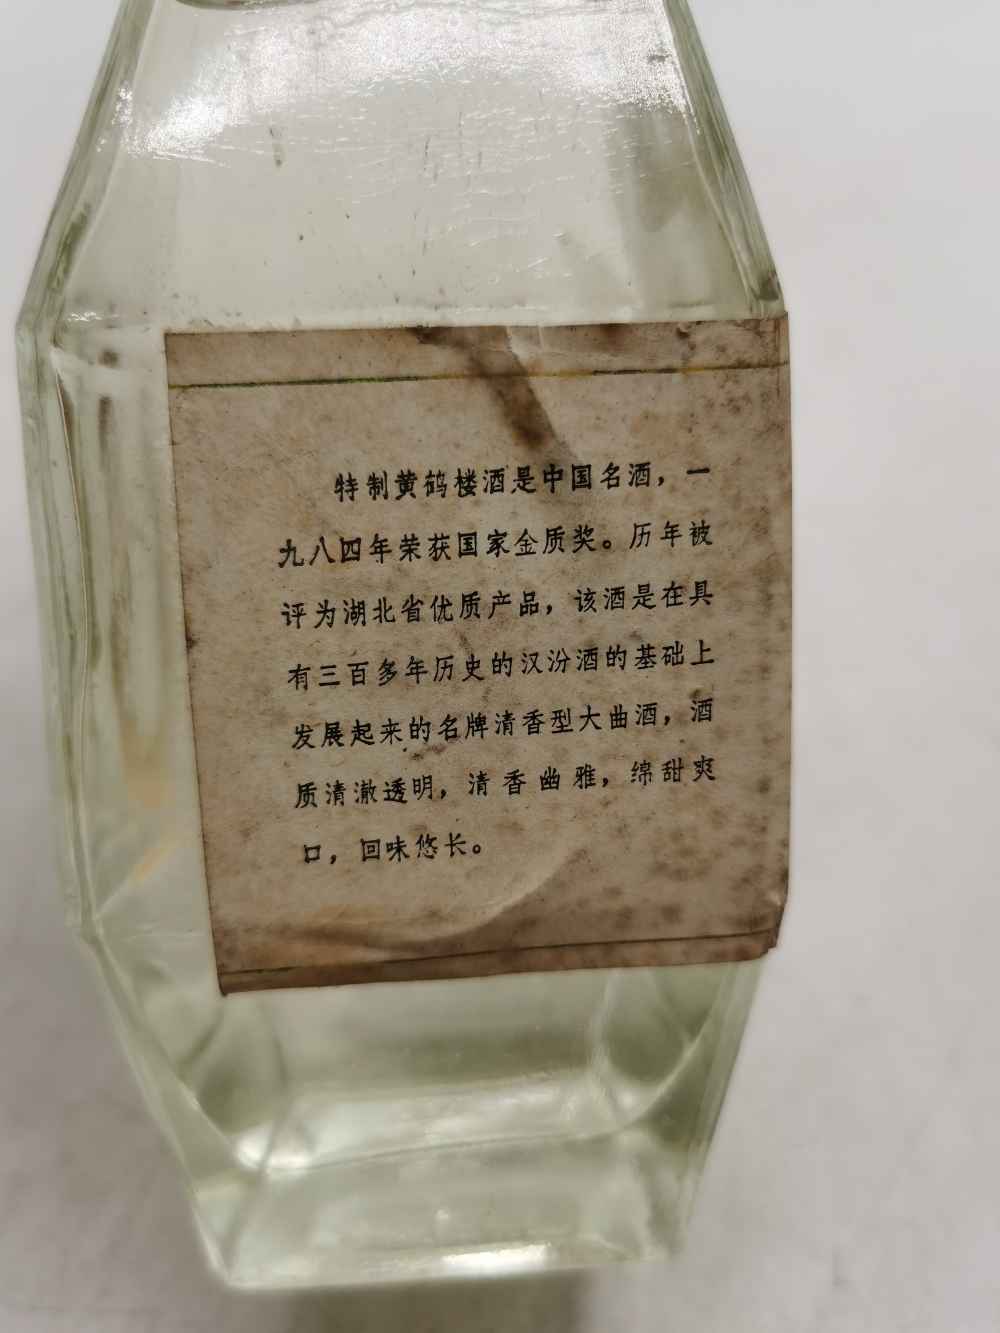 特制黄鹤楼酒是中国名酒，一
九八四年荣获国家金质奖。历年被
评为湖北省优质产品，该酒是在具
有三百多年历史的汉汾酒的基础上
发展起来的名牌清香型大曲酒，酒
质清澈透明，清香幽雅，绵甜爽
口，回味悠长。